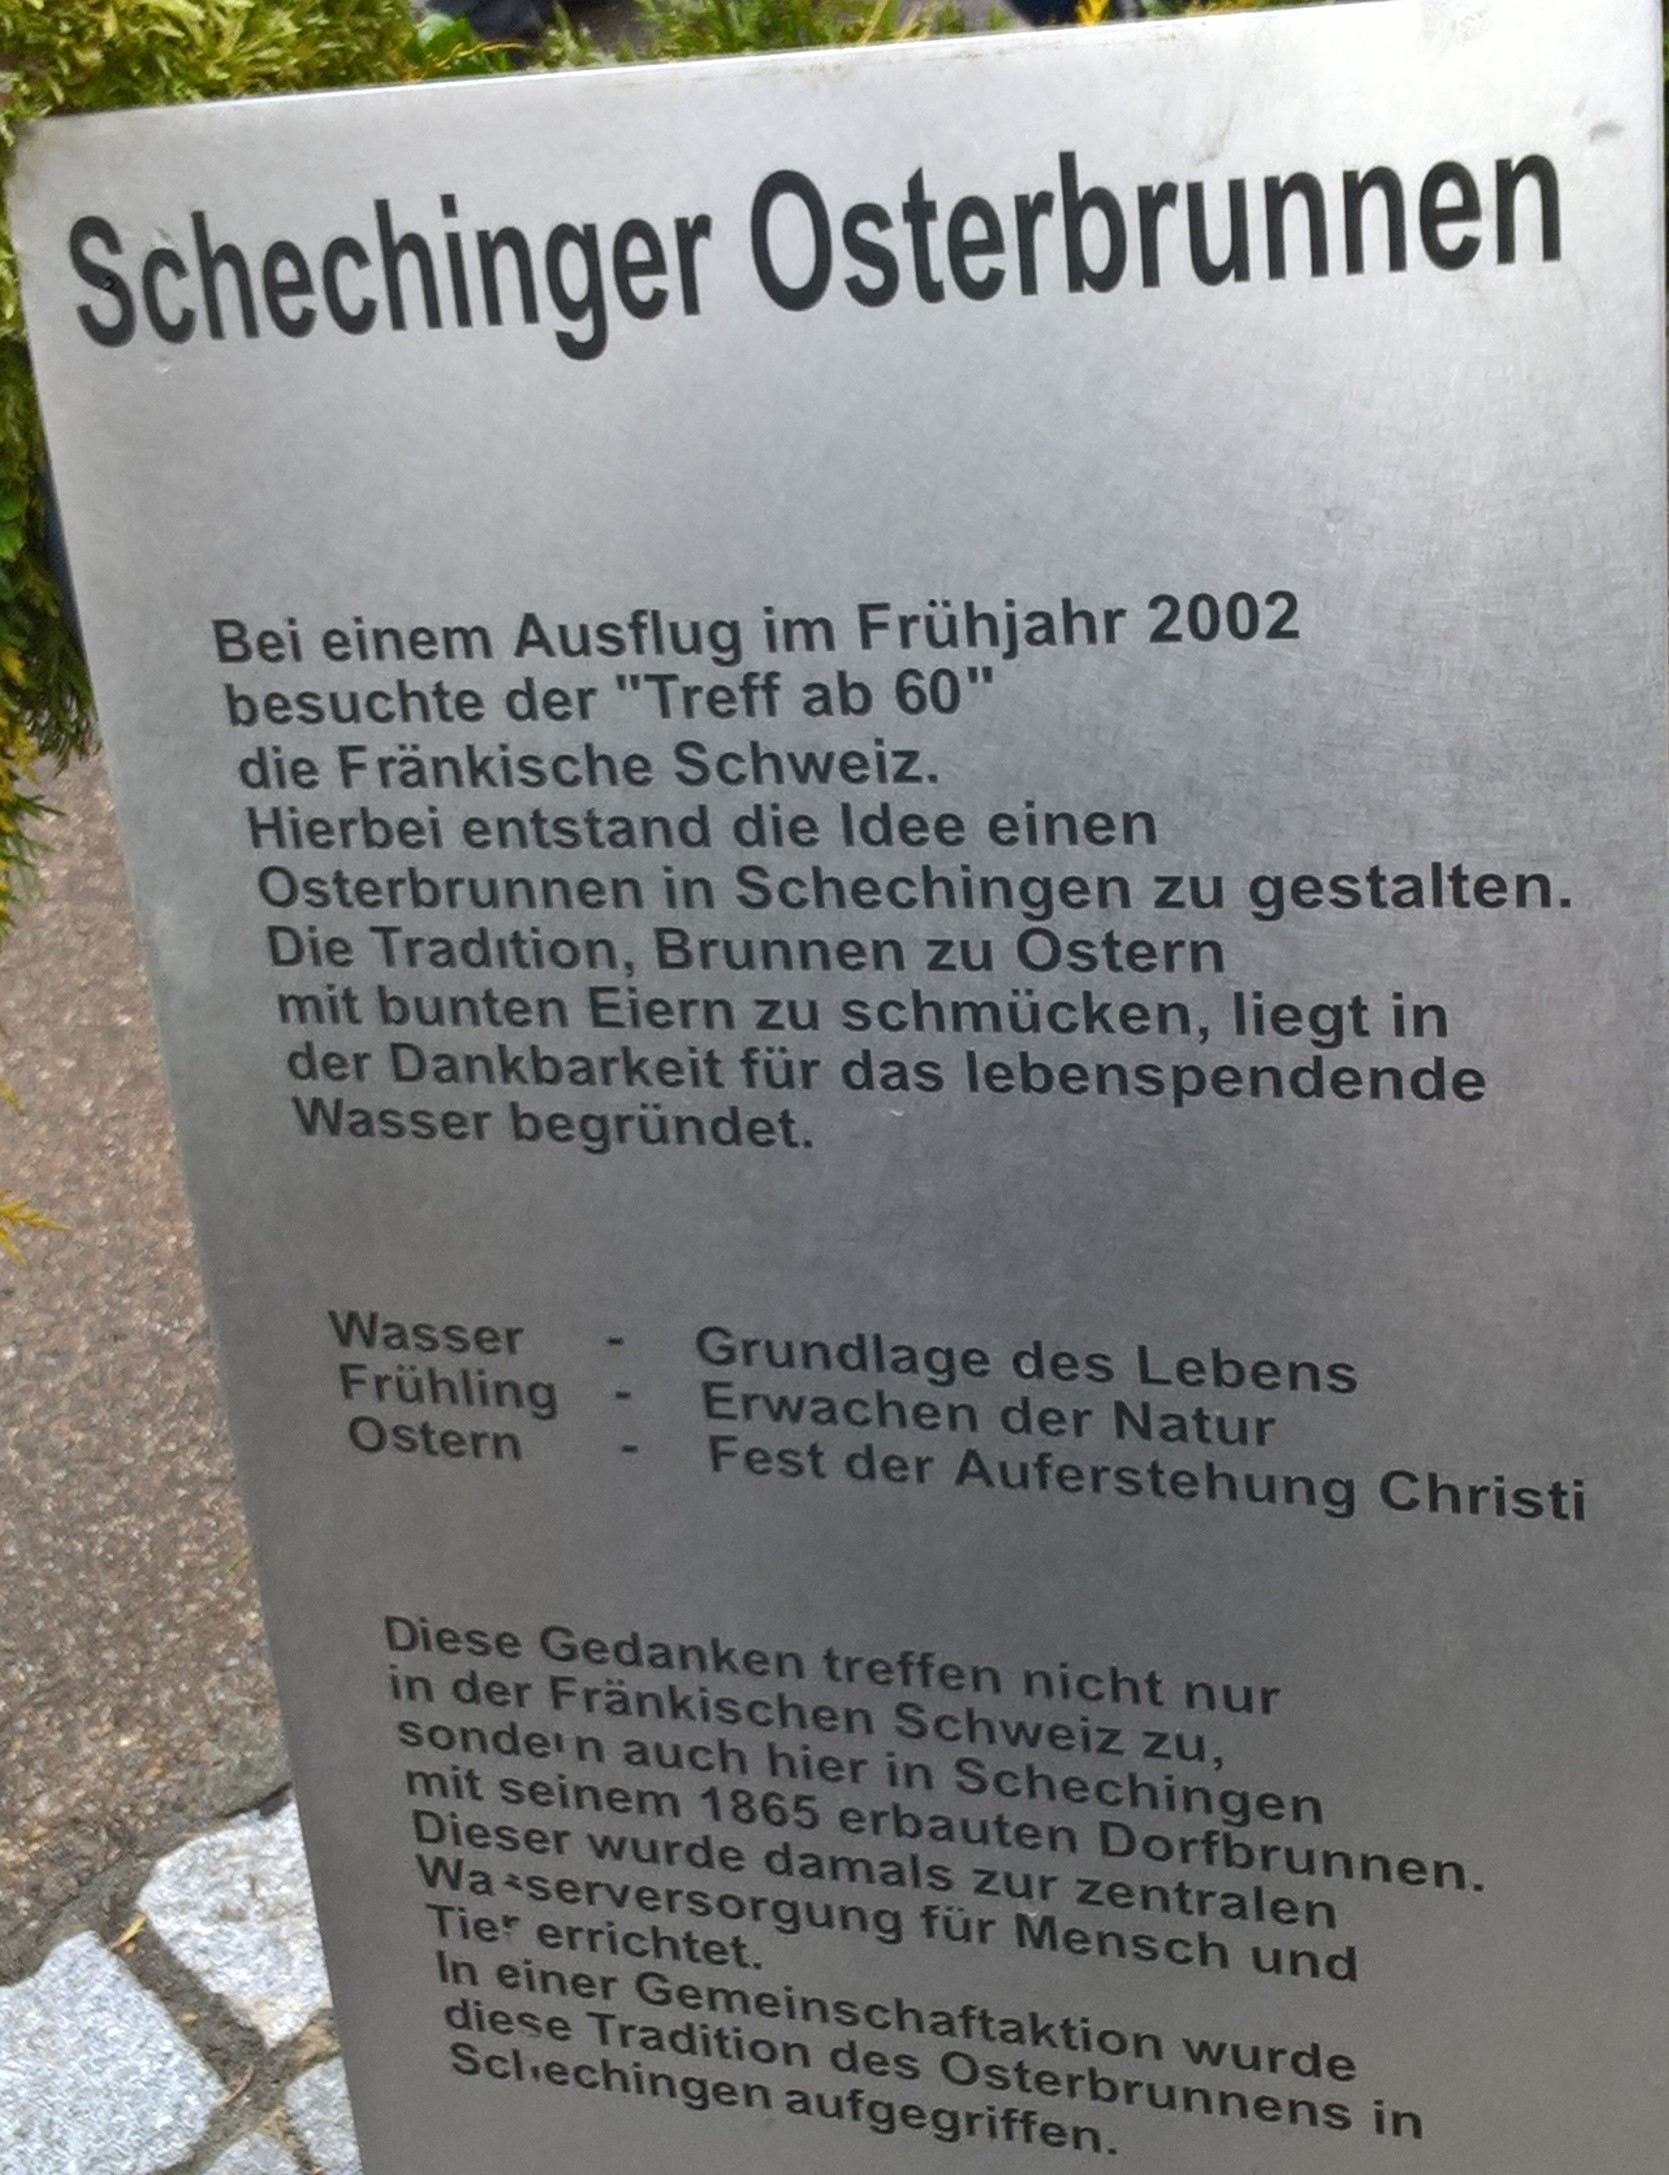 Schechinger Osterbrunnen
Bei einem Ausflug im Frühjahr 2002
besuchte der "Treff ab 60"
die Fränkische Schweiz.
Hierbei entstand die Idee einen
Osterbrunnen in Schechingen zu gestalten.
Die Tradition, Brunnen zu Ostern
mit bunten Eiern zu schmücken, liegt in
der Dankbarkeit für das lebenspendende
Wasser begründet.
Wasser - Grundlage des Lebens
Frühling - Erwachen der Natur
Ostern - Fest der Auferstehung Christi
Diese Gedanken treffen nicht nur
in der Fränkischen Schweiz zu,
sondern auch hier in Schechingen
mit seinem 1865 erbauten Dorfbrunnen.
Dieser wurde damals zur zentralen
Wasserversorgung für Mensch und
Tier errichtet.
In einer Gemeinschaftaktion wurde
diese Tradition des Osterbrunnens in
Schechingen aufgegriffen.